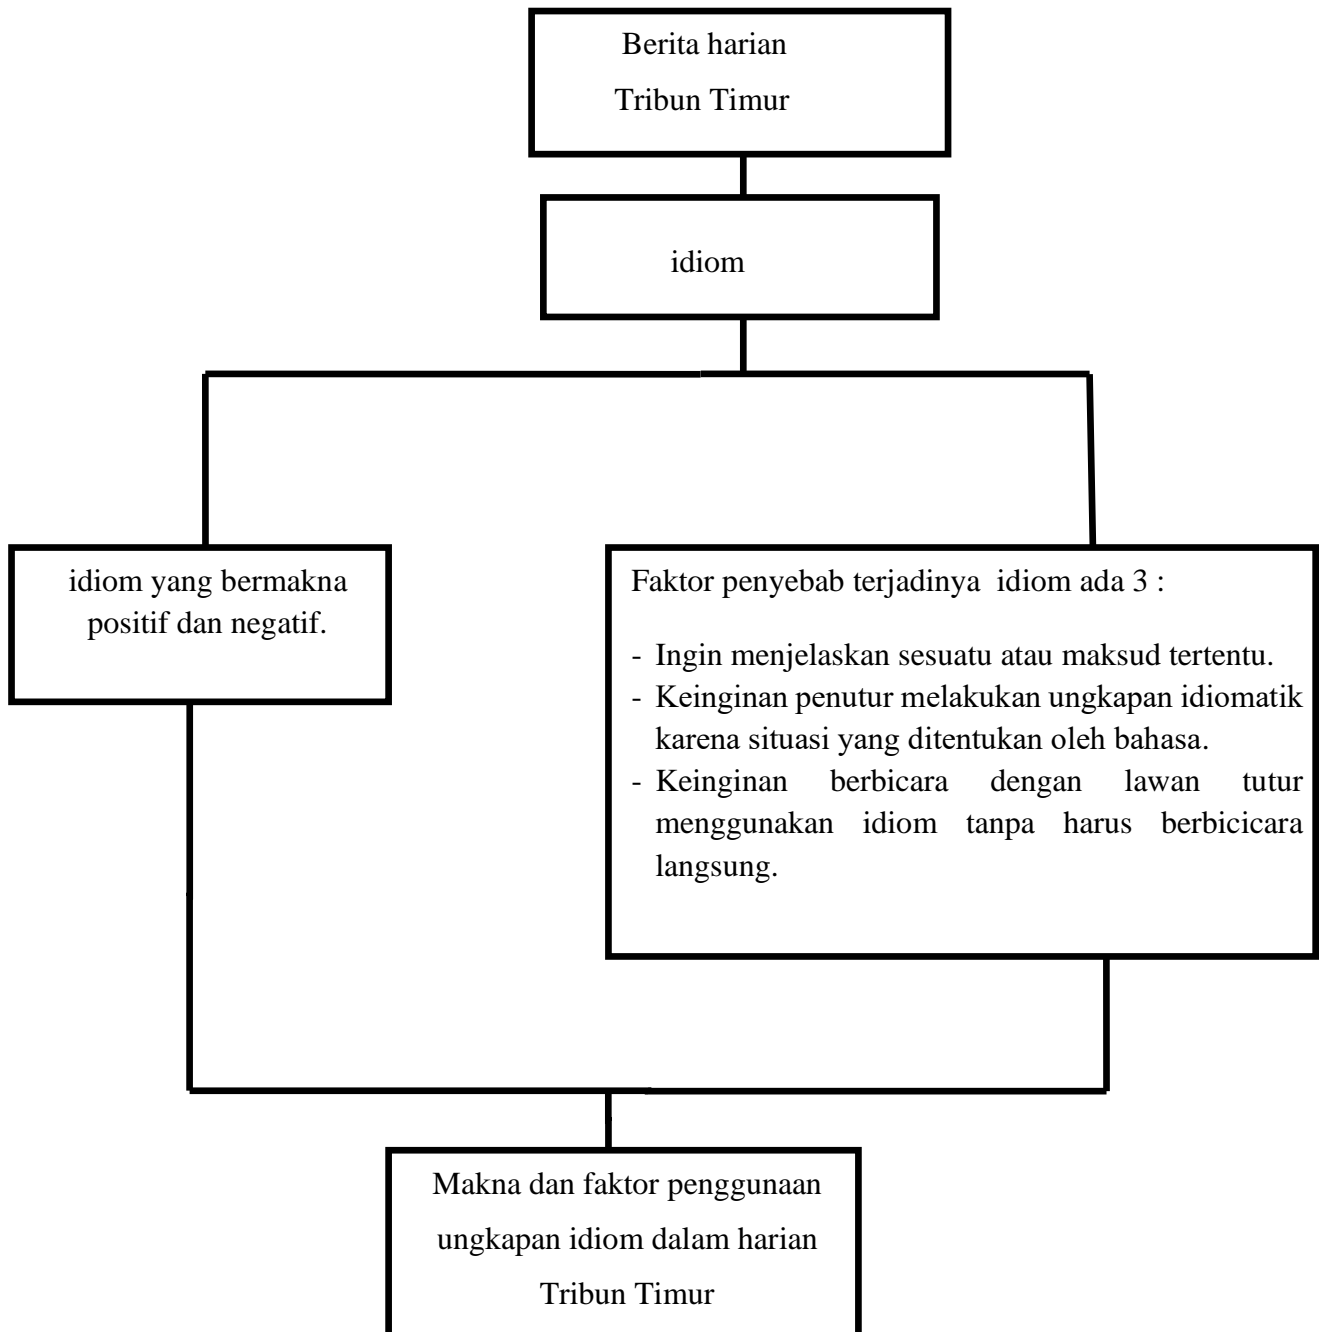 Berita harian
Tribun Timur
idiom
idiom yang bermakna
positif dan negatif.
Faktor penyebab terjadinya idiom ada 3 :
- Ingin menjelaskan sesuatu atau maksud tertentu.
- Keinginan penutur melakukan ungkapan idiomatik
karena situasi yang ditentukan oleh bahasa.
- Keinginan berbicara dengan lawan tutur
menggunakan idiom tanpa harus berbicicara
langsung.
Makna dan faktor penggunaan
ungkapan idiom dalam harian
Tribun Timur